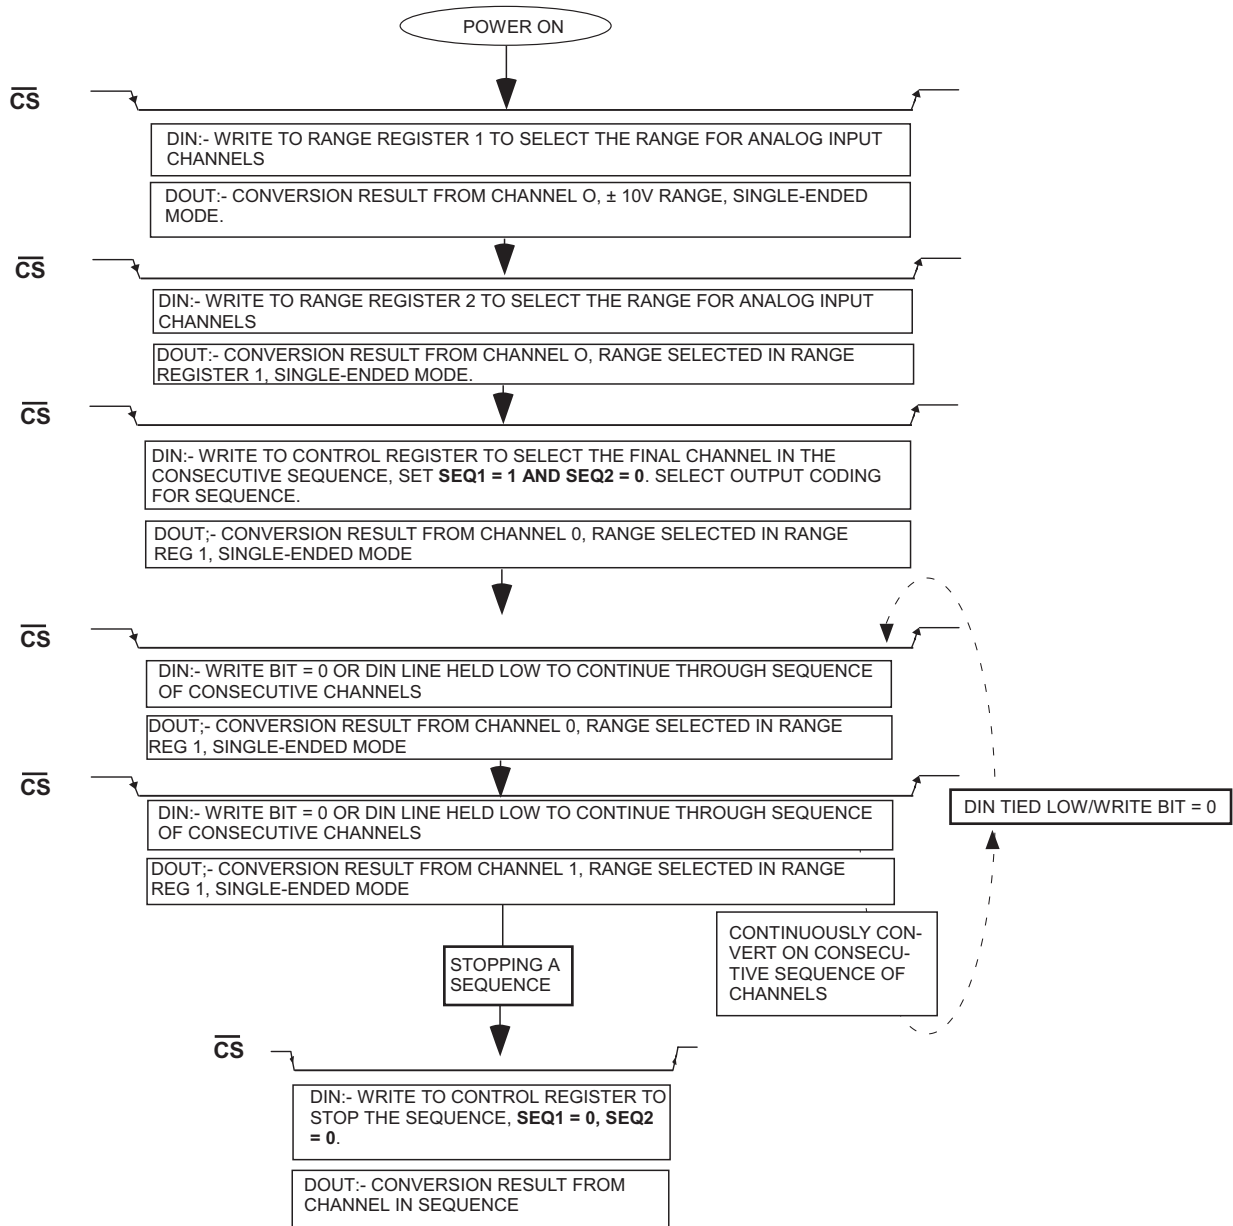 POWER ON
CS
DIN:- WRITE TO RANGE REGISTER 1 TO SELECT THE RANGE FOR ANALOG INPUT
CHANNELS
DOUT:- CONVERSION RESULT FROM CHANNEL O, ± 10V RANGE, SINGLE-ENDED
MODE.
CS
DIN:- WRITE TO RANGE REGISTER 2 TO SELECT THE RANGE FOR ANALOG INPUT
CHANNELS
DOUT:- CONVERSION RESULT FROM CHANNEL O, RANGE SELECTED IN RANGE
REGISTER 1, SINGLE-ENDED MODE.
CS
DIN:- WRITE TO CONTROL REGISTER TO SELECT THE FINAL CHANNEL IN THE
CONSECUTIVE SEQUENCE, SET SEQ1 = 1 AND SEQ2 = 0. SELECT OUTPUT CODING
FOR SEQUENCE.
DOUT;- CONVERSION RESULT FROM CHANNEL 0, RANGE SELECTED IN RANGE
REG 1, SINGLE-ENDED MODE
CS
DIN:- WRITE BIT = 0 OR DIN LINE HELD LOW TO CONTINUE THROUGH SEQUENCE
OF CONSECUTIVE CHANNELS
DOUT;- CONVERSION RESULT FROM CHANNEL 0, RANGE SELECTED IN RANGE
REG 1, SINGLE-ENDED MODE
CS
DIN:- WRITE BIT = 0 OR DIN LINE HELD LOW TO CONTINUE THROUGH SEQUENCE
OF CONSECUTIVE CHANNELS
DIN TIED LOW/WRITE BIT = 0
DOUT;- CONVERSION RESULT FROM CHANNEL 1, RANGE SELECTED IN RANGE
REG 1, SINGLE-ENDED MODE
CONTINUOUSLY CON-
VERT ON CONSECU-
TIVE SEQUENCE OF
CHANNELS
STOPPING A
SEQUENCE
CS
DIN:- WRITE TO CONTROL REGISTER TO
STOP THE SEQUENCE, SEQ1 = 0, SEQ2
= 0.
DOUT:- CONVERSION RESULT FROM
CHANNEL IN SEQUENCE